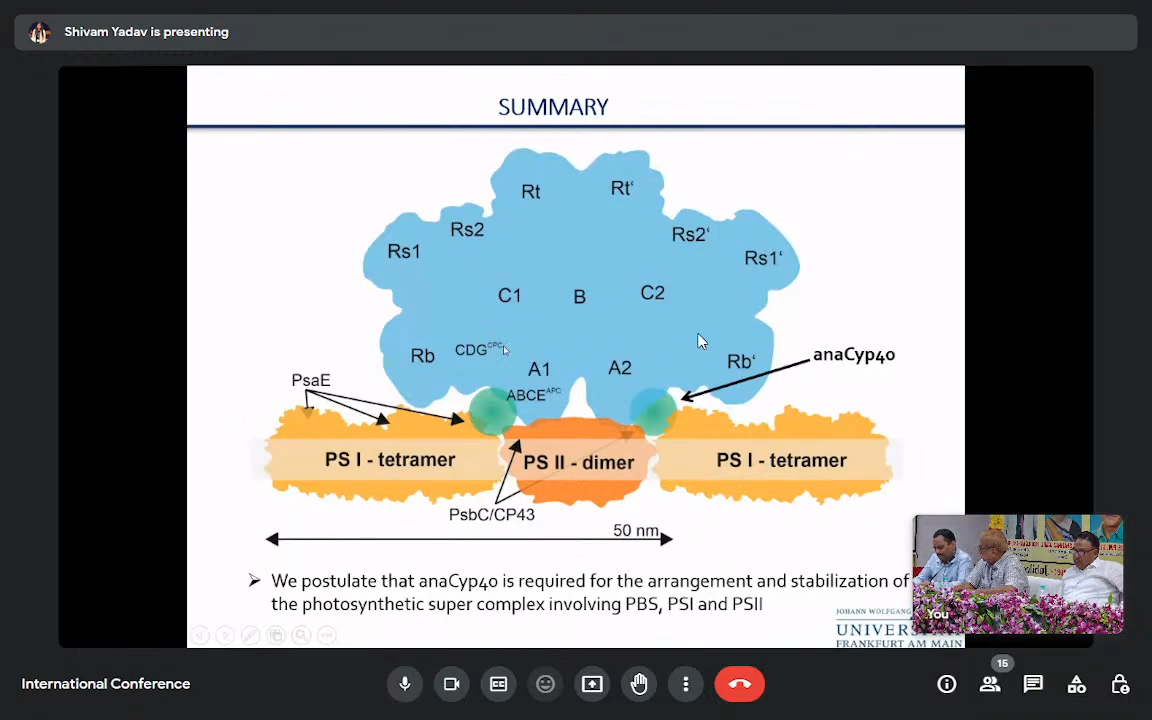 Shivam Yadav is presenting
SUMMARY
Rt
Rt‘
Rs2
Rs2‘
Rs1
Rs1‘
C1
B
C2
CDG^CPC
Rb
A1
A2
Rb‘
anaCyp40
ABCE^APC
PsaE
PS I - tetramer
PS II - dimer
PS I - tetramer
PsbC/CP43
50 nm
➢ We postulate that anaCyp40 is required for the arrangement and stabilization of
the photosynthetic super complex involving PBS, PSI and PSII
JOHANN WOLFGANG
UNIVERS
FRANKFURT AM MAIN
You
International Conference
15